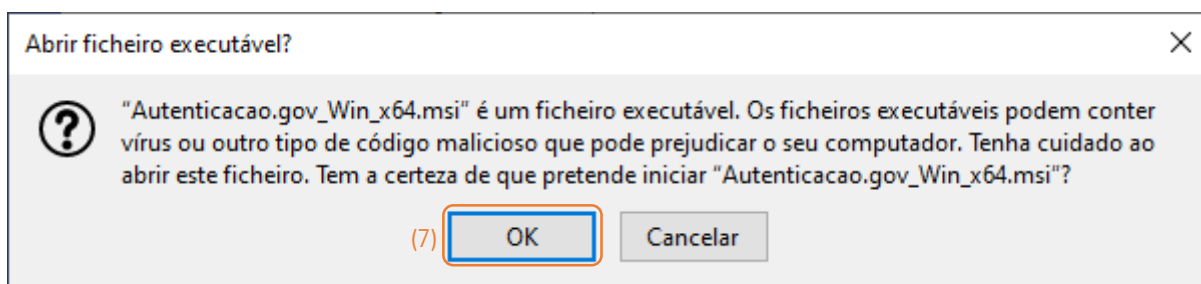 Abrir ficheiro executável?
“Autenticacao.gov_Win_x64.msi” é um ficheiro executável. Os ficheiros executáveis podem conter
vírus ou outro tipo de código malicioso que pode prejudicar o seu computador. Tenha cuidado ao
abrir este ficheiro. Tem a certeza de que pretende iniciar “Autenticacao.gov_Win_x64.msi”?
(7) OK Cancelar